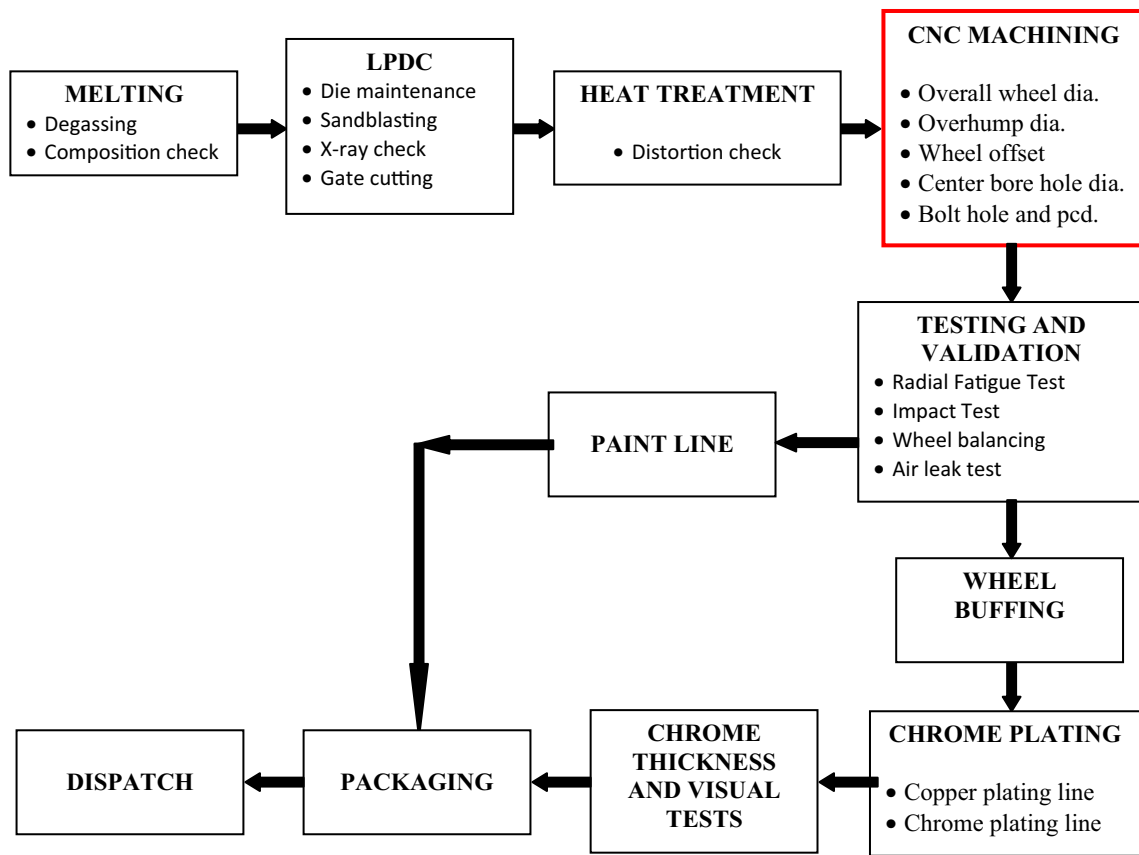 MELTING
• Degassing
• Composition check
LPDC
• Die maintenance
• Sandblasting
• X-ray check
• Gate cutting
HEAT TREATMENT
• Distortion check
CNC MACHINING
• Overall wheel dia.
• Overhump dia.
• Wheel offset
• Center bore hole dia.
• Bolt hole and pcd.
TESTING AND
VALIDATION
• Radial Fatigue Test
• Impact Test
• Wheel balancing
• Air leak test
PAINT LINE
WHEEL
BUFFING
CHROME PLATING
• Copper plating line
• Chrome plating line
CHROME
THICKNESS
AND VISUAL
TESTS
PACKAGING
DISPATCH